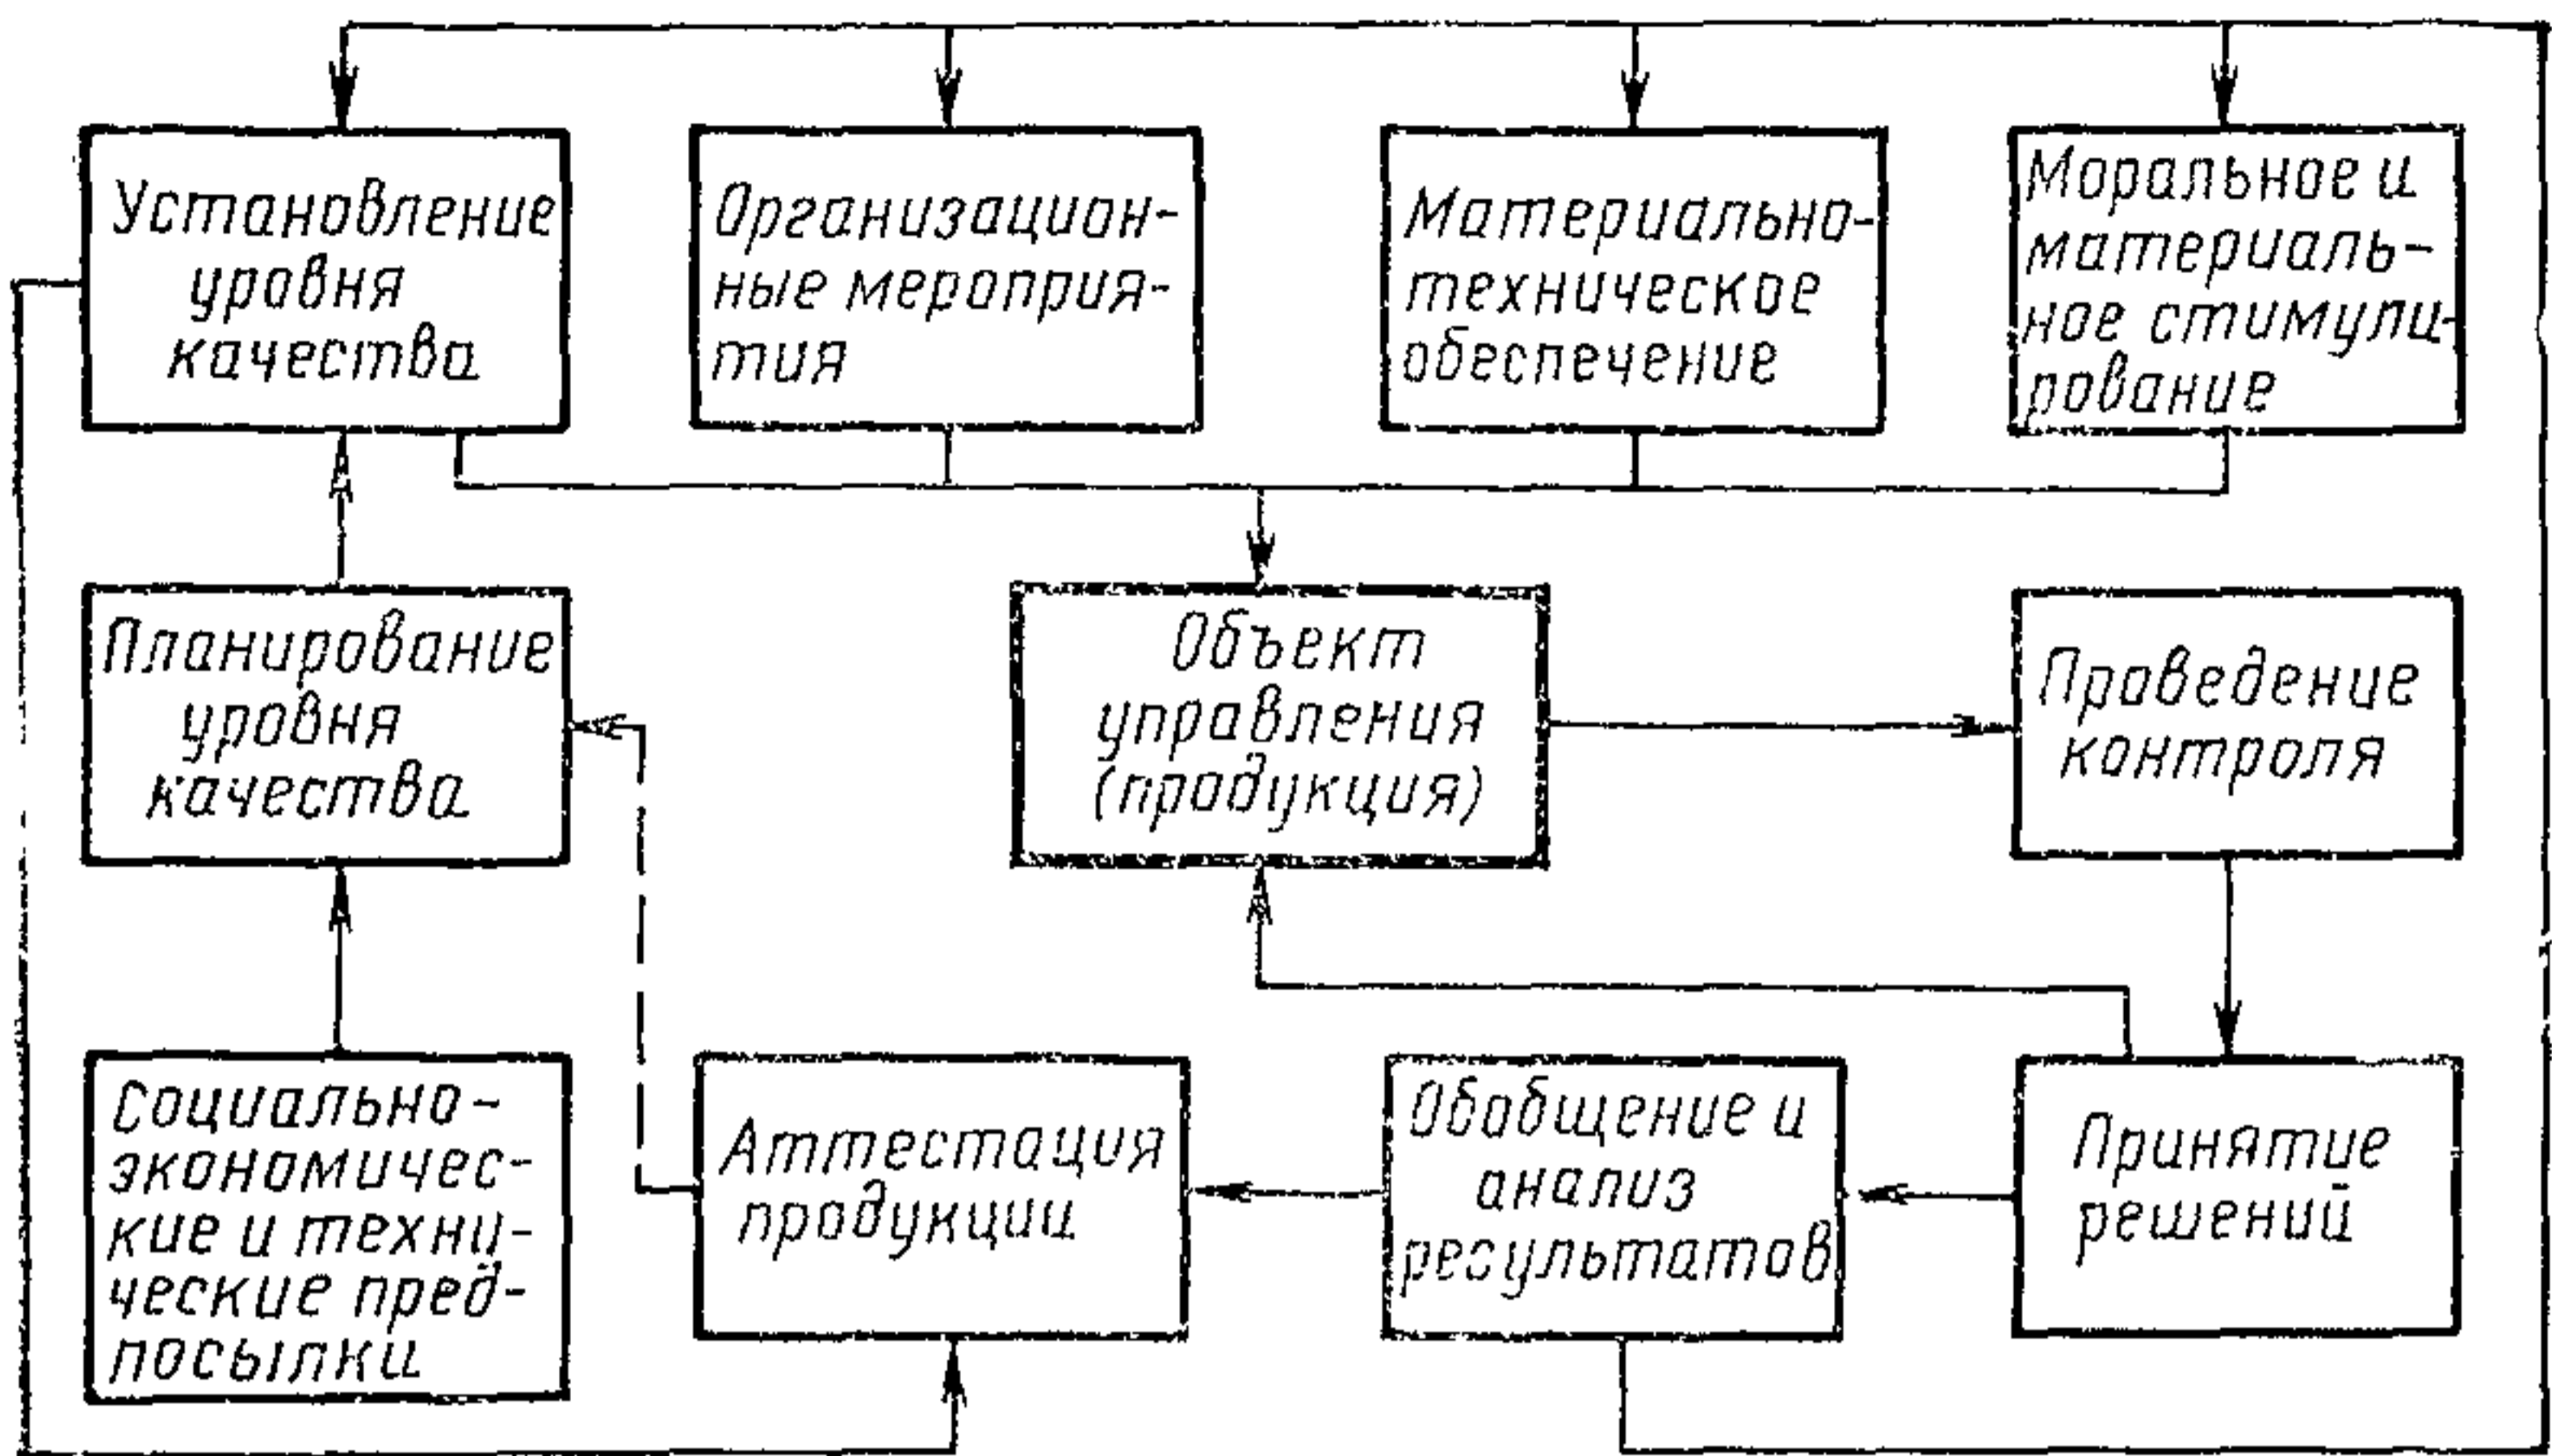 Установление
уровня
качества
Организацион-
ные мероприя-
тия
Материально-
техническое
обеспечение
Моральное и
материаль-
ное стимули-
рование
Планирование
уровня
качества
Объект
управления
(продукция)
Проведение
контроля
Социально-
экономичес-
кие и техни-
ческие пред-
посылки
Аттестация
продукции
Обобщение и
анализ
результатов
Принятие
решений